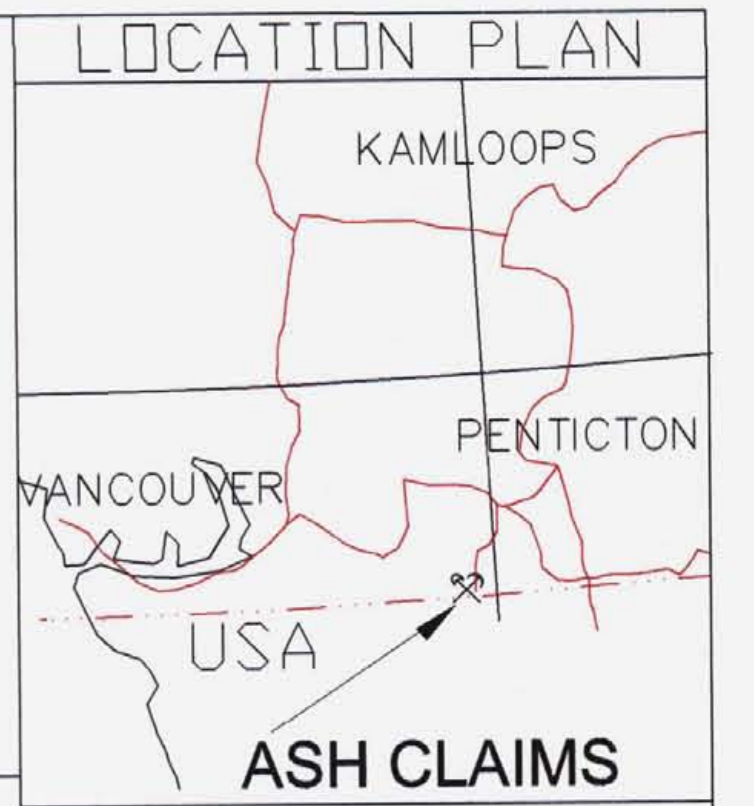 LOCATION PLAN
KAMLOOPS
PENTICTON
VANCOUVER
USA
ASH CLAIMS